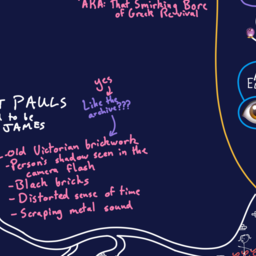 "AKA: That Smirking Bore
of Greek Revival
yes
Like the
archive???
T PAULS
d to be
JAMES
-Old Victorian brickwork
-Person's shadow seen in the
camera flash
-Black bricks
-Distorted sense of time
-Scraping metal sound